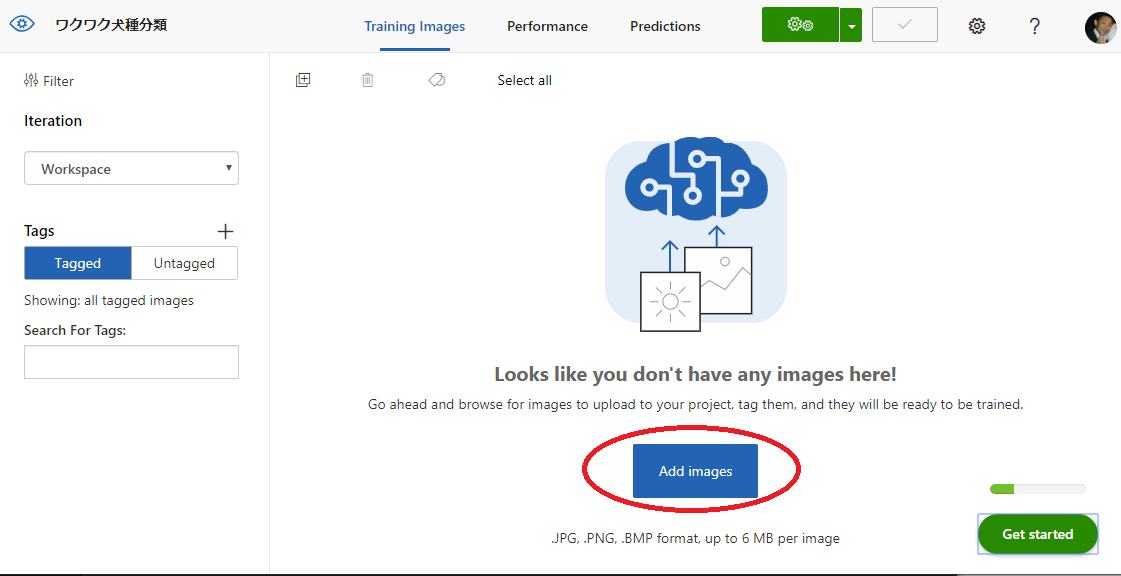 ワクワク犬種分類
Training Images
Performance
Predictions
?
Filter
Select all
Iteration
Workspace
Tags
Tagged
Untagged
Showing: all tagged images
Search For Tags:
Looks like you don't have any images here!
Go ahead and browse for images to upload to your project, tag them, and they will be ready to be trained.
Add images
.JPG, .PNG, .BMP format, up to 6 MB per image
Get started